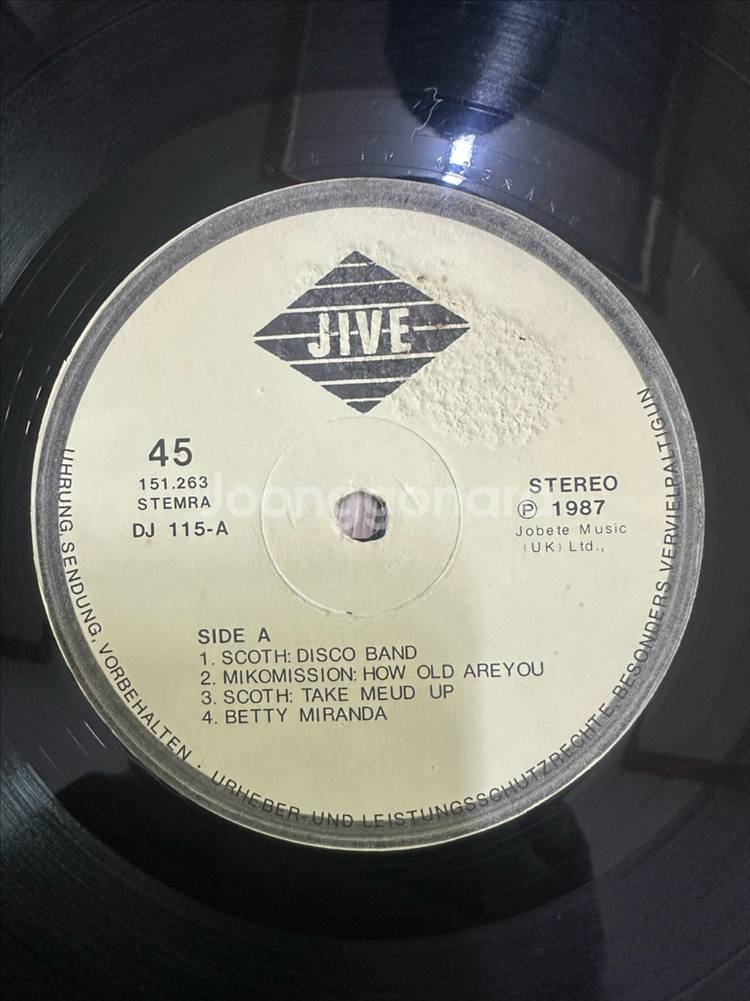 JIVE
45
151.263
STEMRA
DJ 115-A
STEREO
℗ 1987
Jobete Music
(UK) Ltd.,
Joonggonara
SIDE A
1. SCOTH: DISCO BAND
2. MIKOMISSION: HOW OLD AREYOU
3. SCOTH: TAKE MEUD UP
4. BETTY MIRANDA
URHEBER-UND LEISTUNGSSCHUTZRECHTE, BESONDERS VERVIELPALTIGUN
UHRUNG, SENDUNG, VORBEHALTEN ·